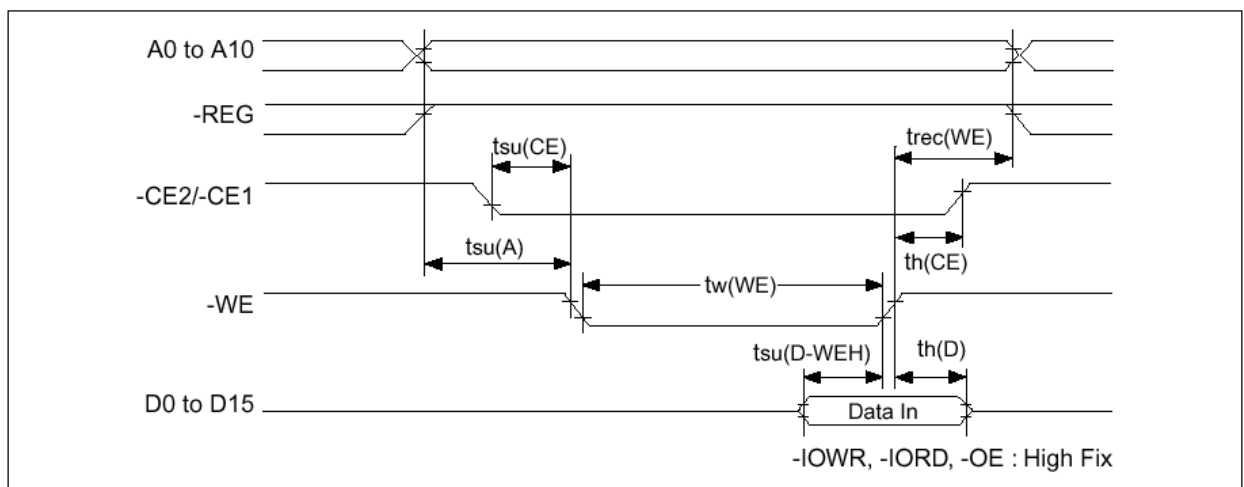 A0 to A10
-REG
tsu(CE)
trec(WE)
-CE2/-CE1
tsu(A)
th(CE)
tw(WE)
-WE
tsu(D-WEH)
th(D)
D0 to D15
Data In
-IOWR, -IORD, -OE : High Fix